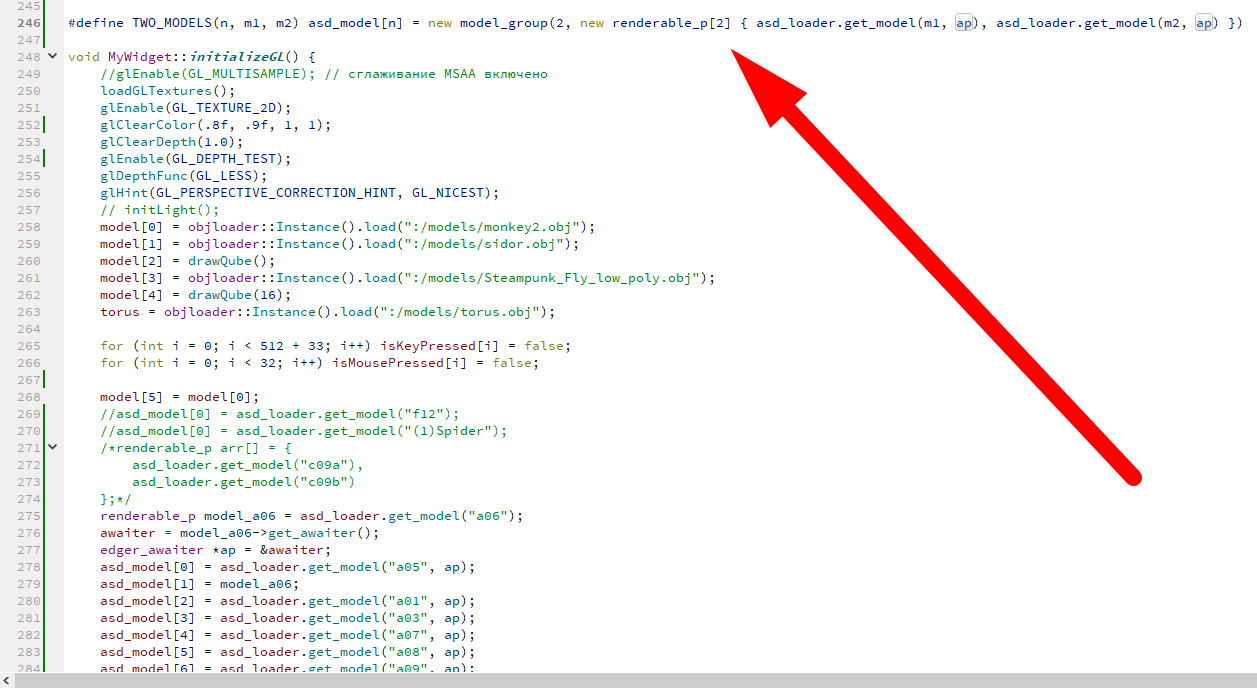 245
246 #define TWO_MODELS(n, m1, m2) asd_model[n] = new model_group(2, new renderable_p[2] { asd_loader.get_model(m1, ap), asd_loader.get_model(m2, ap) })
247
248 void MyWidget::initializeGL() {
249 //glEnable(GL_MULTISAMPLE); // сглаживание MSAA включено
250 loadGLTextures();
251 glEnable(GL_TEXTURE_2D);
252 glClearColor(.8f, .9f, 1, 1);
253 glClearDepth(1.0);
254 glEnable(GL_DEPTH_TEST);
255 glDepthFunc(GL_LESS);
256 glHint(GL_PERSPECTIVE_CORRECTION_HINT, GL_NICEST);
257 // initLight();
258 model[0] = objloader::Instance().load(":/models/monkey2.obj");
259 model[1] = objloader::Instance().load(":/models/sidor.obj");
260 model[2] = drawQube();
261 model[3] = objloader::Instance().load(":/models/Steampunk_Fly_low_poly.obj");
262 model[4] = drawQube(16);
263 torus = objloader::Instance().load(":/models/torus.obj");
264
265 for (int i = 0; i < 512 + 33; i++) isKeyPressed[i] = false;
266 for (int i = 0; i < 32; i++) isMousePressed[i] = false;
267
268 model[5] = model[0];
269 //asd_model[0] = asd_loader.get_model("f12");
270 //asd_model[0] = asd_loader.get_model("(1)Spider");
271 /*renderable_p arr[] = {
272 asd_loader.get_model("c09a"),
273 asd_loader.get_model("c09b")
274 };*/
275 renderable_p model_a06 = asd_loader.get_model("a06");
276 awaiter = model_a06->get_awaiter();
277 edger_awaiter *ap = &awaiter;
278 asd_model[0] = asd_loader.get_model("a05", ap);
279 asd_model[1] = model_a06;
280 asd_model[2] = asd_loader.get_model("a01", ap);
281 asd_model[3] = asd_loader.get_model("a03", ap);
282 asd_model[4] = asd_loader.get_model("a07", ap);
283 asd_model[5] = asd_loader.get_model("a08", ap);
284 asd_model[6] = asd_loader.get_model("a09", ap);